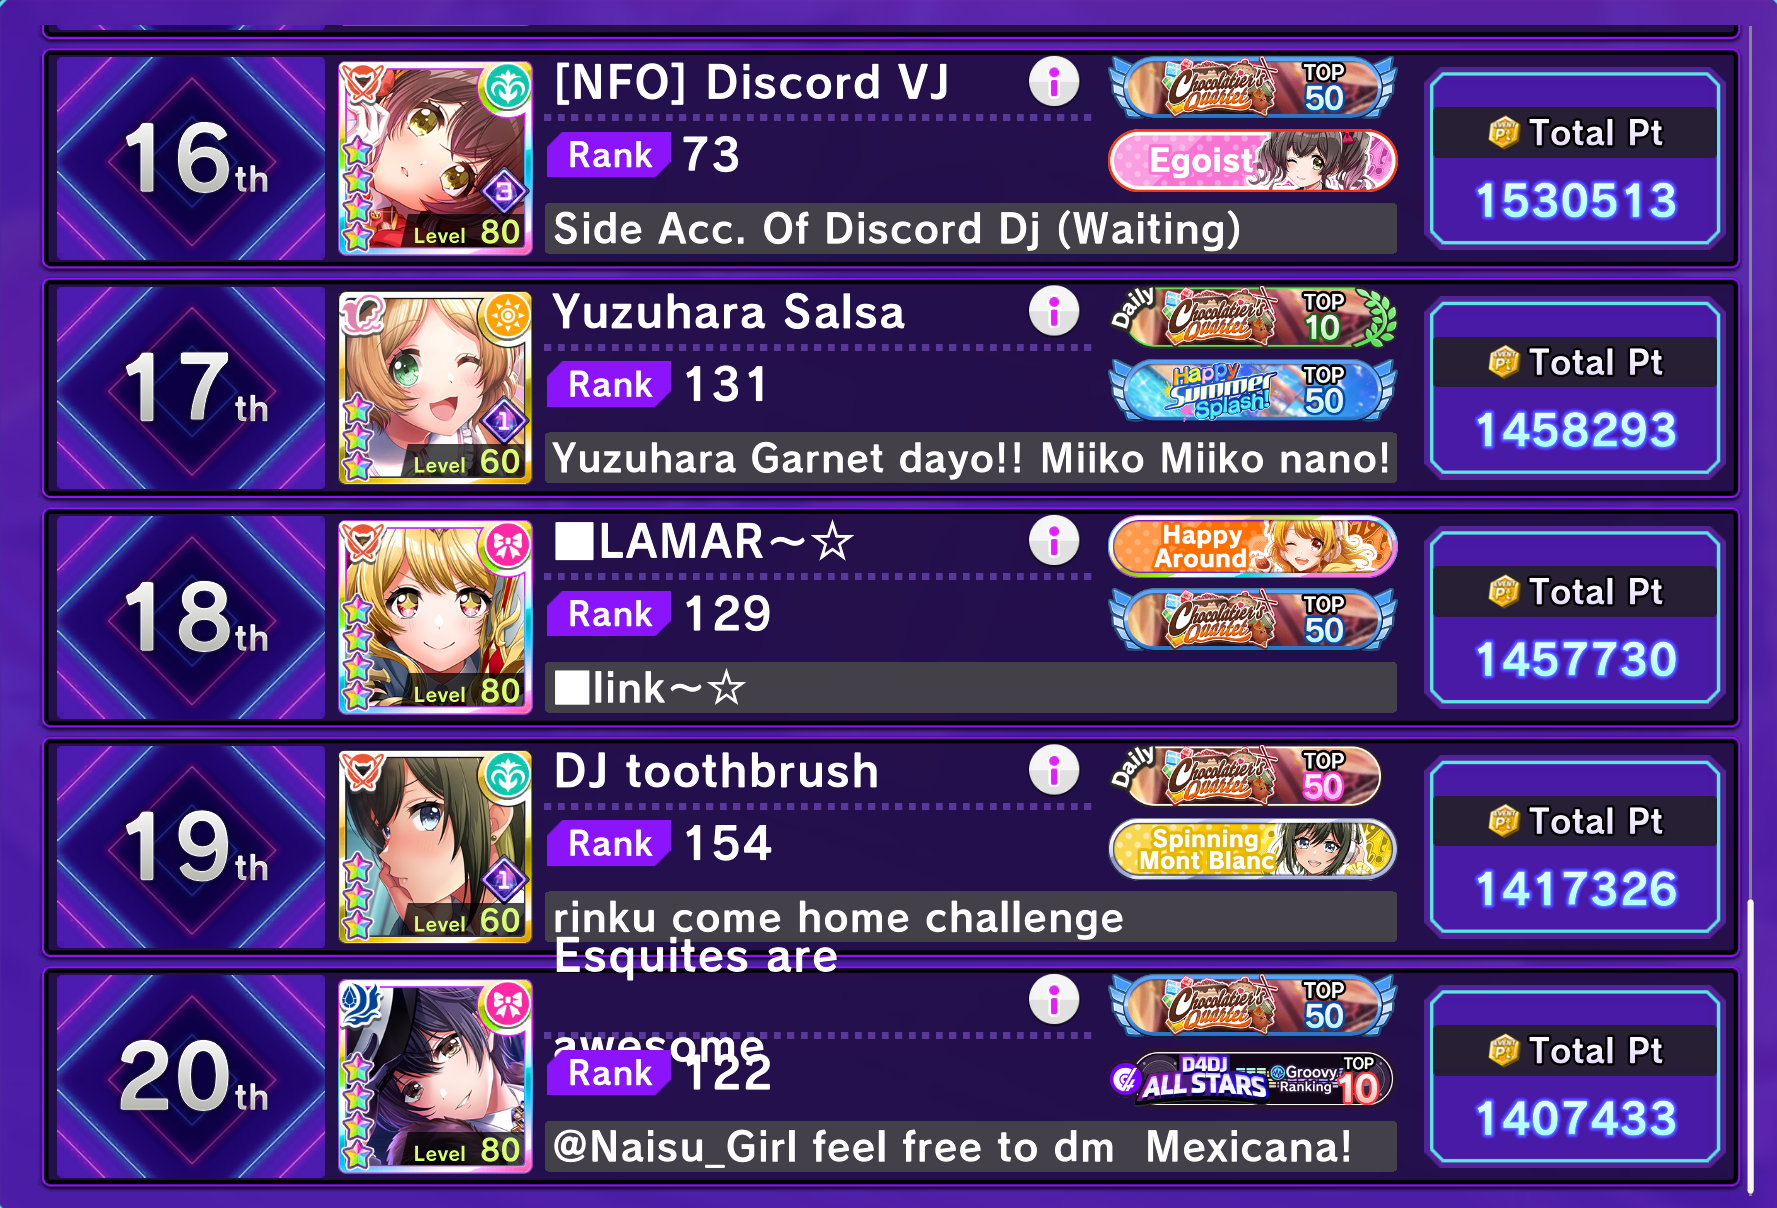 16th
[NFO] Discord VJ
Rank 73
Side Acc. Of Discord Dj (Waiting)
Level 80
3
Chocolatier's Quartet TOP 50
Egoist
Total Pt
1530513
17th
Yuzuhara Salsa
Rank 131
Yuzuhara Garnet dayo!! Miiko Miiko nano!
Level 60
1
Daily Chocolatier's Quartet TOP 10
Happy Summer Splash! TOP 50
Total Pt
1458293
18th
■LAMAR~☆
Rank 129
■link~☆
Level 80
Happy Around
Chocolatier's Quartet TOP 50
Total Pt
1457730
19th
DJ toothbrush
Rank 154
rinku come home challenge
Level 60
1
Daily Chocolatier's Quartet TOP 50
Spinning Mont Blanc
Total Pt
1417326
20th
Esquites are
awesome
Rank 122
@Naisu_Girl feel free to dm  Mexicana!
Level 80
Chocolatier's Quartet TOP 50
D4DJ ALL STARS Groovy Ranking TOP 10
Total Pt
1407433